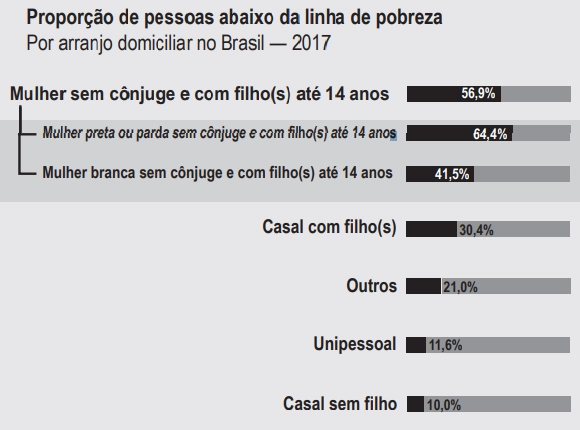 Proporção de pessoas abaixo da linha de pobreza
Por arranjo domiciliar no Brasil — 2017
Mulher sem cônjuge e com filho(s) até 14 anos 56,9%
Mulher preta ou parda sem cônjuge e com filho(s) até 14 anos 64,4%
Mulher branca sem cônjuge e com filho(s) até 14 anos 41,5%
Casal com filho(s) 30,4%
Outros 21,0%
Unipessoal 11,6%
Casal sem filho 10,0%